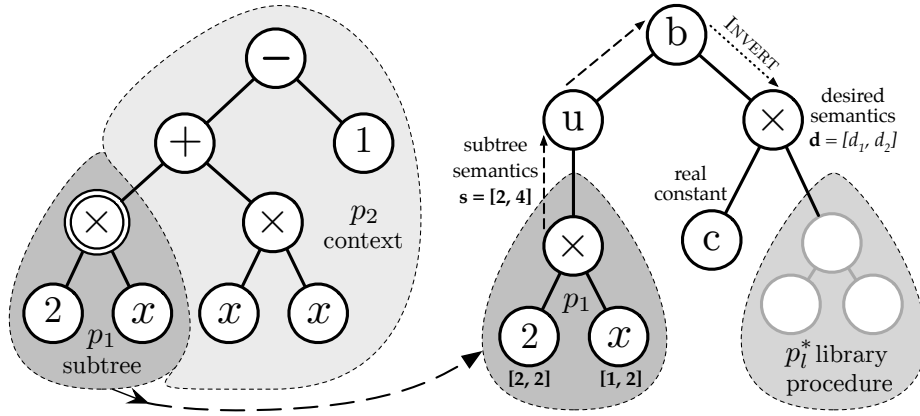 −
+
1
×
×
p₂
context
2
x
x
x
p₁
subtree
b
INVERT
u
×
desired
semantics
d = [d₁, d₂]
subtree
semantics
s = [2, 4]
real
constant
×
c
2
p₁
x
[2, 2]
[1, 2]
pₗ* library
procedure